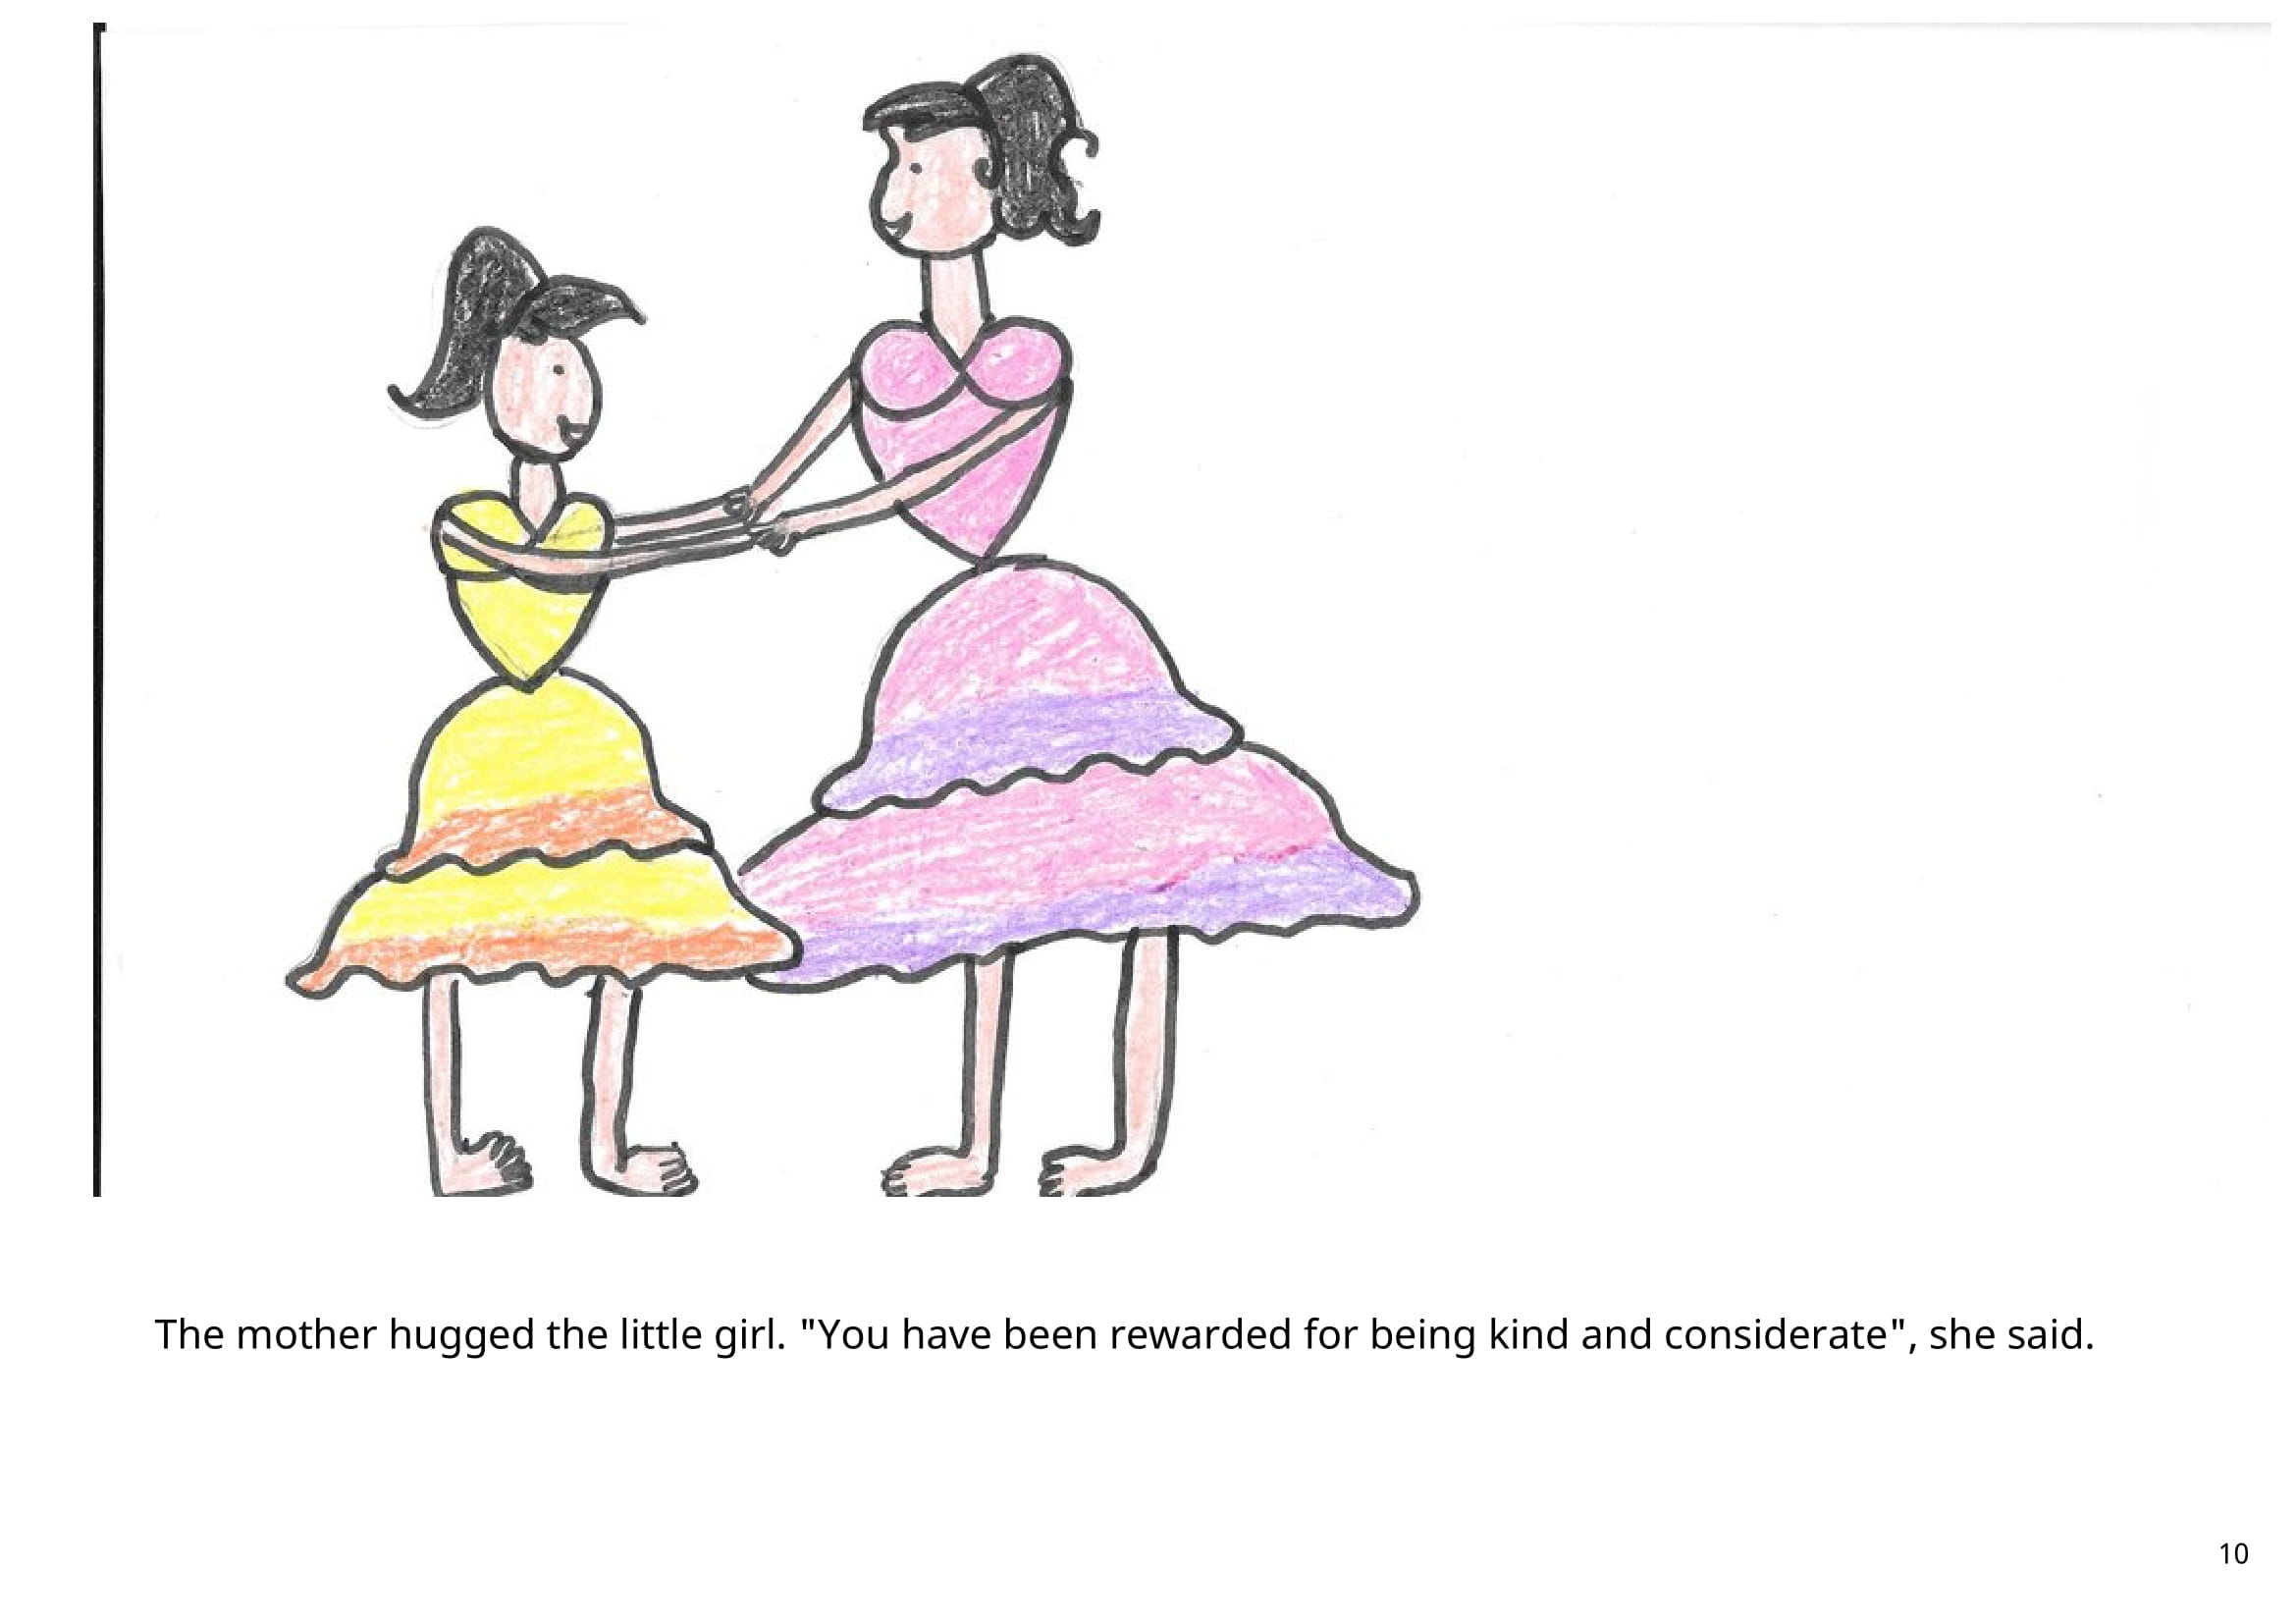 The mother hugged the little girl. "You have been rewarded for being kind and considerate", she said.
10